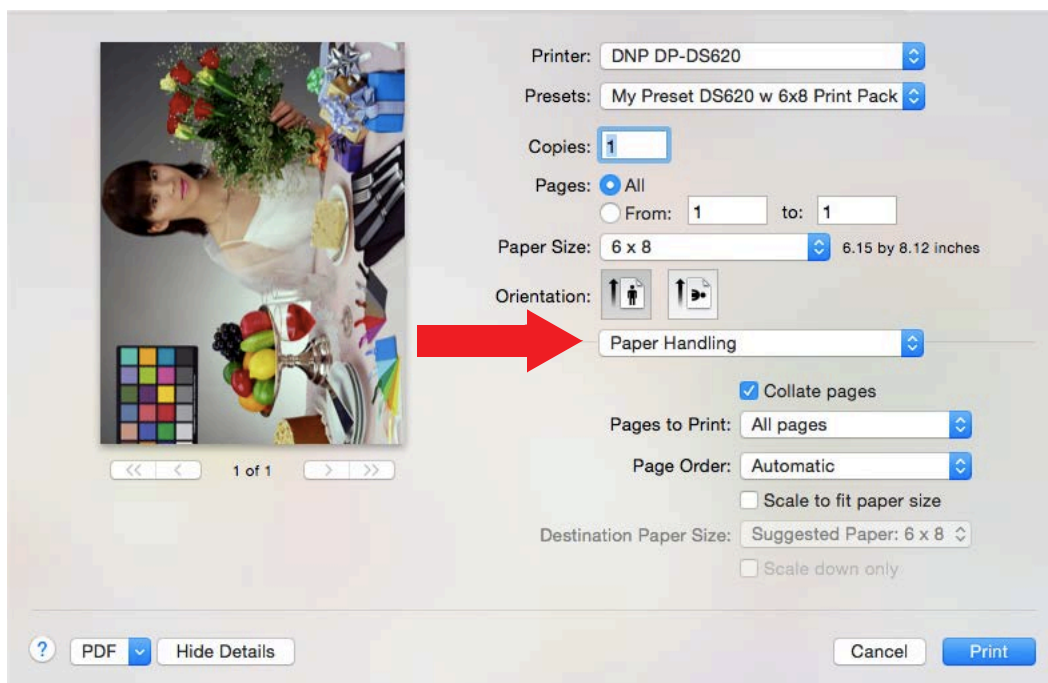 Printer: DNP DP-DS620
Presets: My Preset DS620 w 6x8 Print Pack
Copies: 1
Pages: All
From: 1 to: 1
Paper Size: 6 x 8 6.15 by 8.12 inches
Orientation:
Paper Handling
Collate pages
Pages to Print: All pages
Page Order: Automatic
Scale to fit paper size
Destination Paper Size: Suggested Paper: 6 x 8
Scale down only
<< < 1 of 1 > >>
? PDF Hide Details Cancel Print